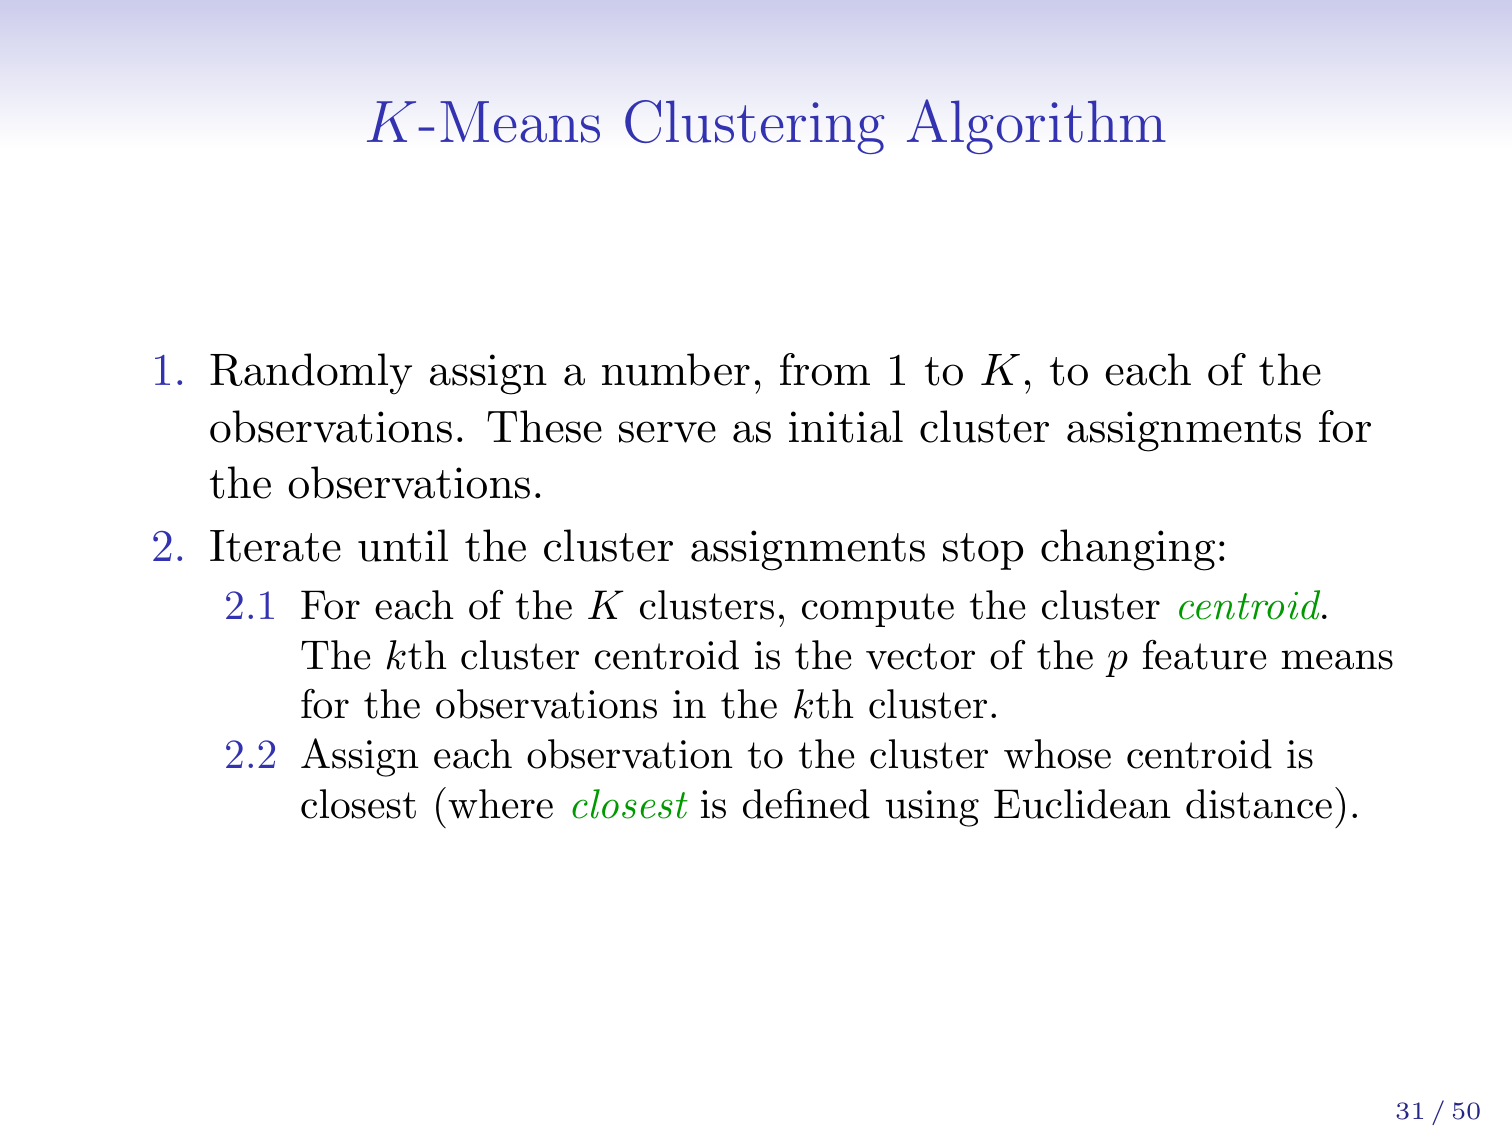 K-Means Clustering Algorithm
1. Randomly assign a number, from 1 to K, to each of the
observations. These serve as initial cluster assignments for
the observations.
2. Iterate until the cluster assignments stop changing:
2.1 For each of the K clusters, compute the cluster centroid.
The kth cluster centroid is the vector of the p feature means
for the observations in the kth cluster.
2.2 Assign each observation to the cluster whose centroid is
closest (where closest is defined using Euclidean distance).
31 / 50